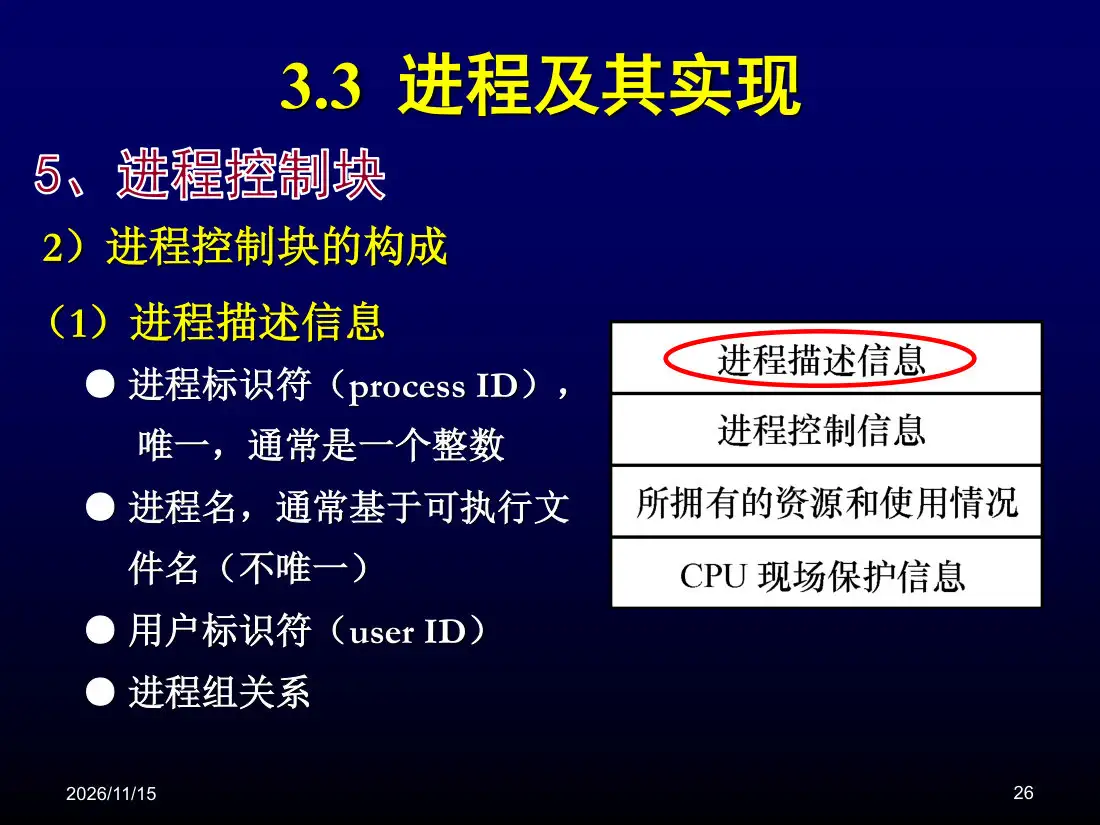 3.3 进程及其实现
5、进程控制块
2）进程控制块的构成
（1）进程描述信息
● 进程标识符（process ID），
唯一，通常是一个整数
● 进程名，通常基于可执行文
件名（不唯一）
● 用户标识符（user ID）
● 进程组关系
进程描述信息
进程控制信息
所拥有的资源和使用情况
CPU 现场保护信息
2026/11/15
26